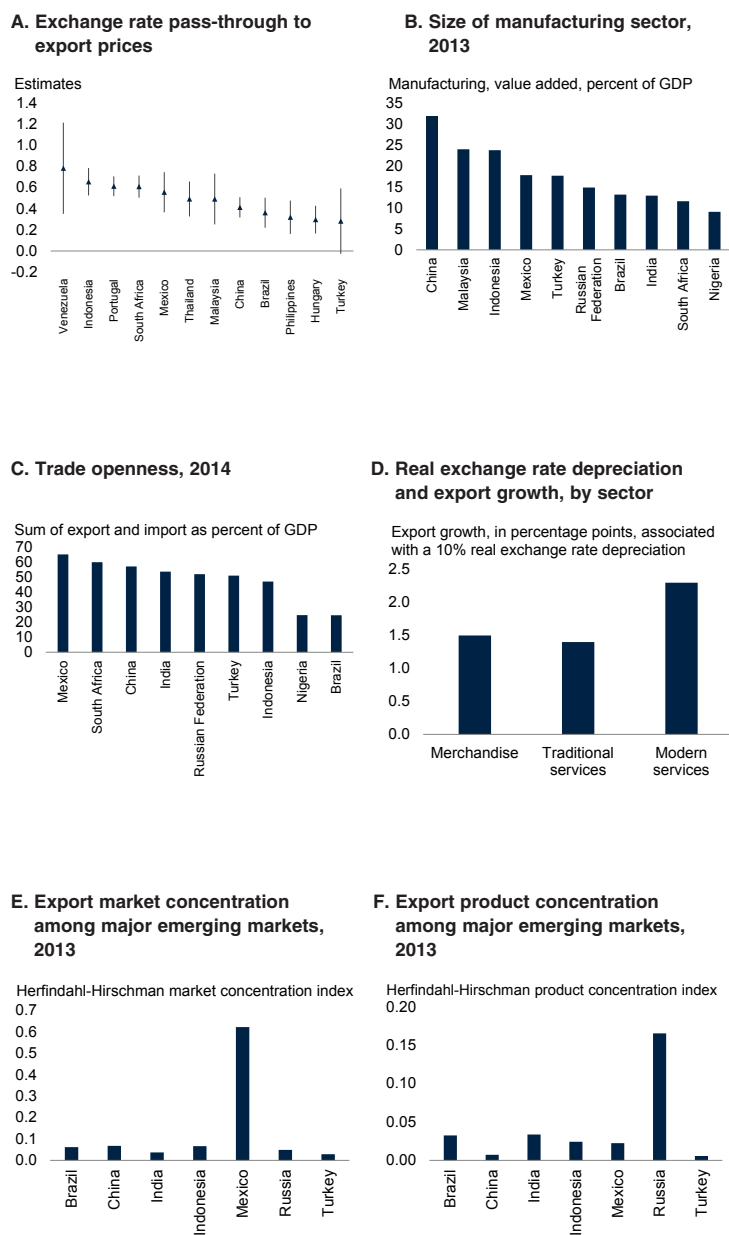 A. Exchange rate pass-through to
export prices
Estimates
1.4
1.2
1.0
0.8
0.6
0.4
0.2
0.0
-0.2
Venezuela
Indonesia
Portugal
South Africa
Mexico
Thailand
Malaysia
China
Brazil
Philippines
Hungary
Turkey
B. Size of manufacturing sector,
2013
Manufacturing, value added, percent of GDP
35
30
25
20
15
10
5
0
China
Malaysia
Indonesia
Mexico
Turkey
Russian
Federation
Brazil
India
South Africa
Nigeria
C. Trade openness, 2014
Sum of export and import as percent of GDP
70
60
50
40
30
20
10
0
Mexico
South Africa
China
India
Russian Federation
Turkey
Indonesia
Nigeria
Brazil
D. Real exchange rate depreciation
and export growth, by sector
Export growth, in percentage points, associated
with a 10% real exchange rate depreciation
2.5
2.0
1.5
1.0
0.5
0.0
Merchandise
Traditional
services
Modern
services
E. Export market concentration
among major emerging markets,
2013
Herfindahl-Hirschman market concentration index
0.7
0.6
0.5
0.4
0.3
0.2
0.1
0.0
Brazil
China
India
Indonesia
Mexico
Russia
Turkey
F. Export product concentration
among major emerging markets,
2013
Herfindahl-Hirschman product concentration index
0.20
0.15
0.10
0.05
0.00
Brazil
China
India
Indonesia
Mexico
Russia
Turkey